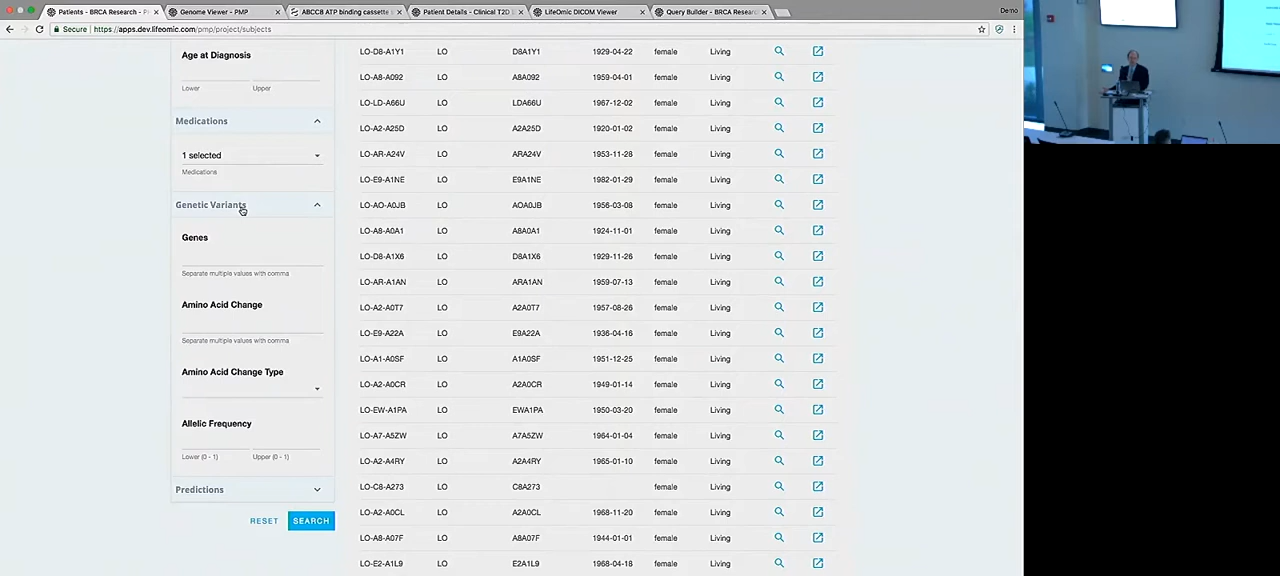 Patients - BRCA Research - P
Genome Viewer - PMP
ABCC8 ATP binding cassette s
Patient Details - Clinical T2D
LifeOmic DICOM Viewer
Query Builder - BRCA Resear
Demo
Secure https://apps.dev.lifeomic.com/pmp/project/subjects
Age at Diagnosis
Lower Upper
Medications
1 selected
Medications
Genetic Variants
Genes
Separate multiple values with comma
Amino Acid Change
Separate multiple values with comma
Amino Acid Change Type
Allelic Frequency
Lower (0 - 1) Upper (0 - 1)
Predictions
RESET SEARCH
LO-D8-A1Y1 LO D8A1Y1 1929-04-22 female Living
LO-A8-A092 LO A8A092 1959-04-01 female Living
LO-LD-A66U LO LDA66U 1967-12-02 female Living
LO-A2-A25D LO A2A25D 1920-01-02 female Living
LO-AR-A24V LO ARA24V 1953-11-28 female Living
LO-E9-A1NE LO E9A1NE 1982-01-29 female Living
LO-AO-A0JB LO AOA0JB 1956-03-08 female Living
LO-A8-A0A1 LO A8A0A1 1924-11-01 female Living
LO-D8-A1X6 LO D8A1X6 1929-11-26 female Living
LO-AR-A1AN LO ARA1AN 1959-07-13 female Living
LO-A2-A0T7 LO A2A0T7 1957-08-26 female Living
LO-E9-A22A LO E9A22A 1936-04-16 female Living
LO-A1-A0SF LO A1A0SF 1951-12-25 female Living
LO-A2-A0CR LO A2A0CR 1949-01-14 female Living
LO-EW-A1PA LO EWA1PA 1950-03-20 female Living
LO-A7-A5ZW LO A7A5ZW 1964-01-04 female Living
LO-A2-A4RY LO A2A4RY 1965-01-10 female Living
LO-C8-A273 LO C8A273 female Living
LO-A2-A0CL LO A2A0CL 1968-11-20 female Living
LO-A8-A07F LO A8A07F 1944-01-01 female Living
LO-E2-A1L9 LO E2A1L9 1968-04-18 female Living